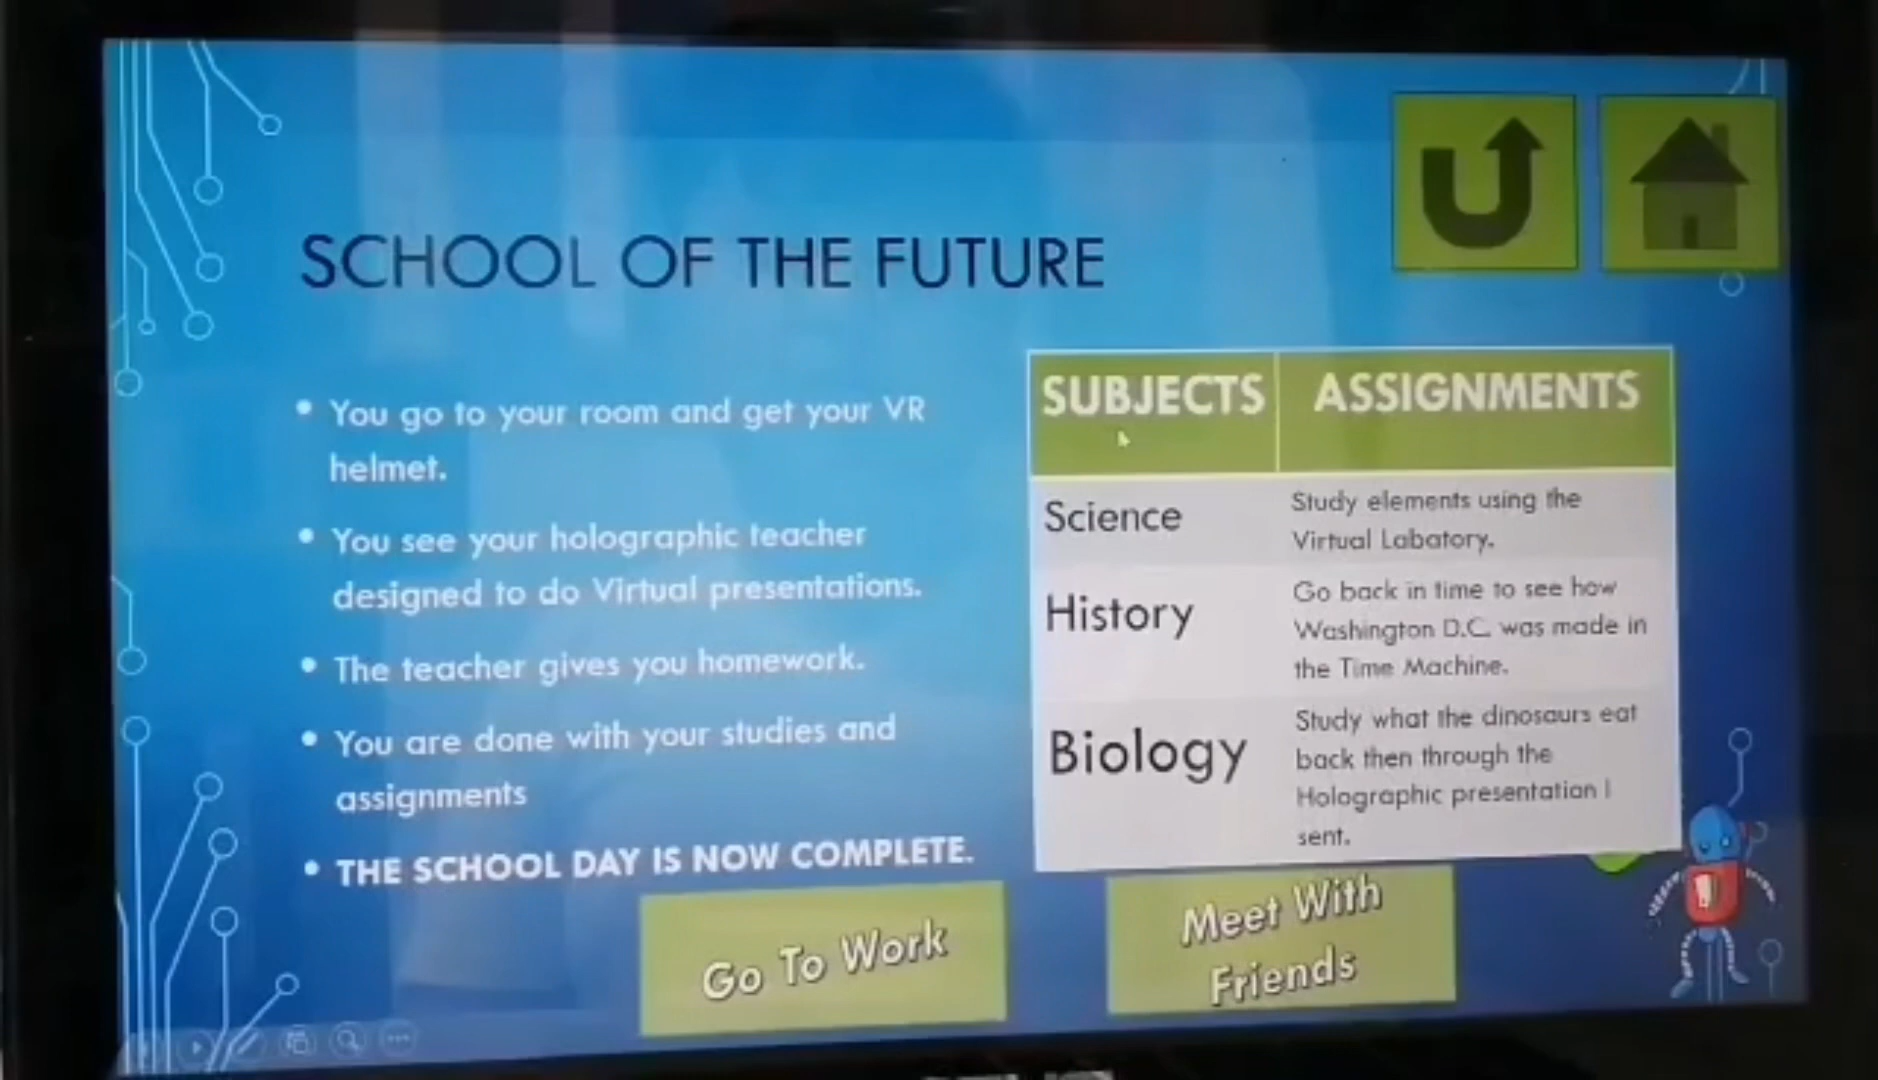 SCHOOL OF THE FUTURE
• You go to your room and get your VR
helmet.
• You see your holographic teacher
designed to do Virtual presentations.
• The teacher gives you homework.
• You are done with your studies and
assignments
• THE SCHOOL DAY IS NOW COMPLETE.
SUBJECTS ASSIGNMENTS
Science
Study elements using the
Virtual Labatory.
History
Go back in time to see how
Washington D.C. was made in
the Time Machine.
Biology
Study what the dinosaurs eat
back then through the
Holographic presentation I
sent.
Go To Work
Meet With
Friends